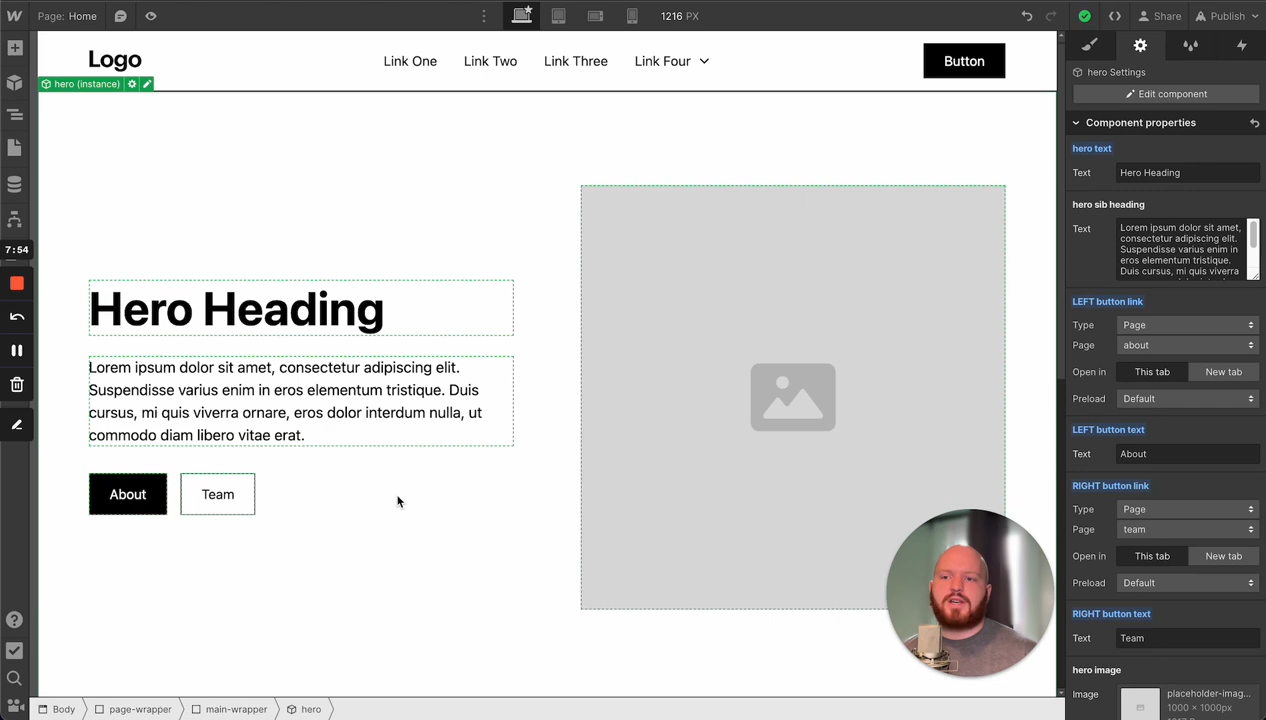 Page: Home
1216 PX
Share
Publish
Logo
Link One
Link Two
Link Three
Link Four
Button
hero (instance)
Hero Heading
Lorem ipsum dolor sit amet, consectetur adipiscing elit.
Suspendisse varius enim in eros elementum tristique. Duis
cursus, mi quis viverra ornare, eros dolor interdum nulla, ut
commodo diam libero vitae erat.
About
Team
7:54
hero Settings
Edit component
Component properties
hero text
Text Hero Heading
hero sib heading
Text Lorem ipsum dolor sit amet,
consectetur adipiscing elit.
Suspendisse varius enim in
eros elementum tristique.
Duis cursus, mi quis viverra
LEFT button link
Type Page
Page about
Open in This tab New tab
Preload Default
LEFT button text
Text About
RIGHT button link
Type Page
Page team
Open in This tab New tab
Preload Default
RIGHT button text
Text Team
hero image
Image placeholder-imag...
1000 × 1000px
Body
page-wrapper
main-wrapper
hero